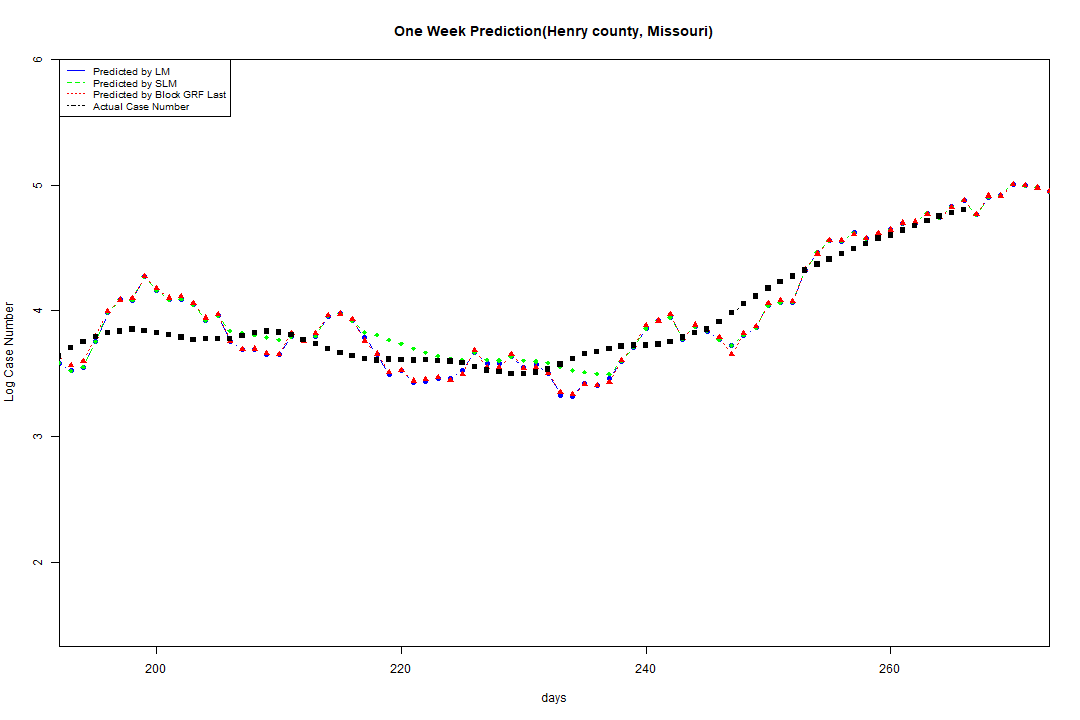 One Week Prediction(Henry county, Missouri)
Predicted by LM
Predicted by SLM
Predicted by Block GRF Last
Actual Case Number
6
5
4
3
2
Log Case Number
200 220 240 260
days